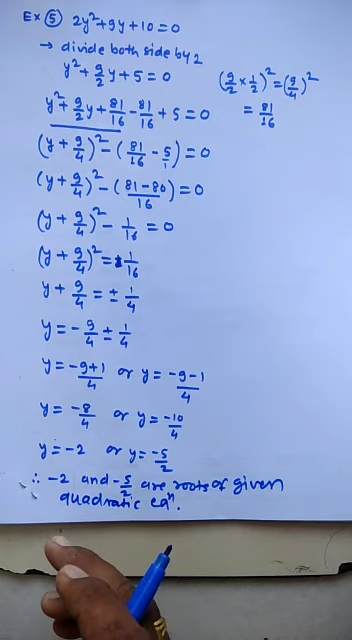 Ex ⑤ 2y²+9y+10=0
→ divide both side by 2
y²+9/2 y+5=0 (9/2 × 1/2)² = (9/4)²
= 81/16
y²+9/2 y+81/16-81/16+5=0
(y+9/4)²-(81/16-5/1)=0
(y+9/4)²-(81-80/16)=0
(y+9/4)²-1/16=0
(y+9/4)²=1/16
y+9/4=±1/4
y=-9/4±1/4
y=-9+1/4 or y=-9-1/4
y=-8/4 or y=-10/4
y=-2 or y=-5/2
∴ -2 and -5/2 are roots of given
quadratic eqⁿ.